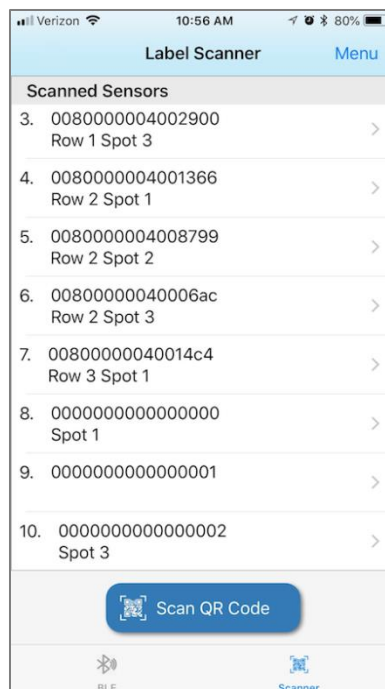 Verizon 10:56 AM 80%
Label Scanner Menu
Scanned Sensors
3. 0080000004002900
Row 1 Spot 3
4. 0080000004001366
Row 2 Spot 1
5. 0080000004008799
Row 2 Spot 2
6. 00800000040006ac
Row 2 Spot 3
7. 00800000040014c4
Row 3 Spot 1
8. 0000000000000000
Spot 1
9. 0000000000000001
10. 0000000000000002
Spot 3
Scan QR Code
BLE Scanner